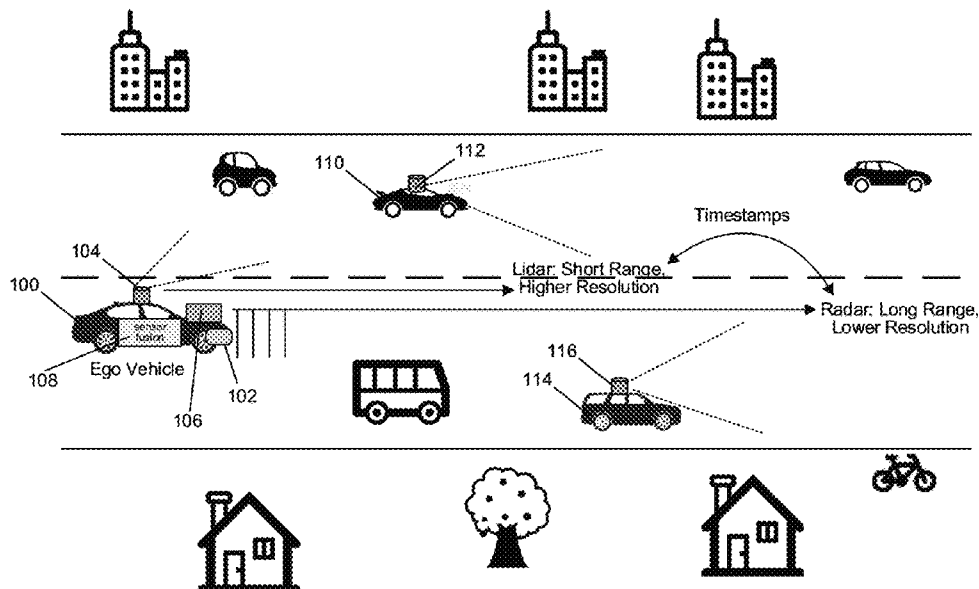 112
110
Timestamps
104
Lidar: Short Range,
Higher Resolution
100
Radar: Long Range,
Lower Resolution
sensor
fusion
116
108
Ego Vehicle
102
114
106